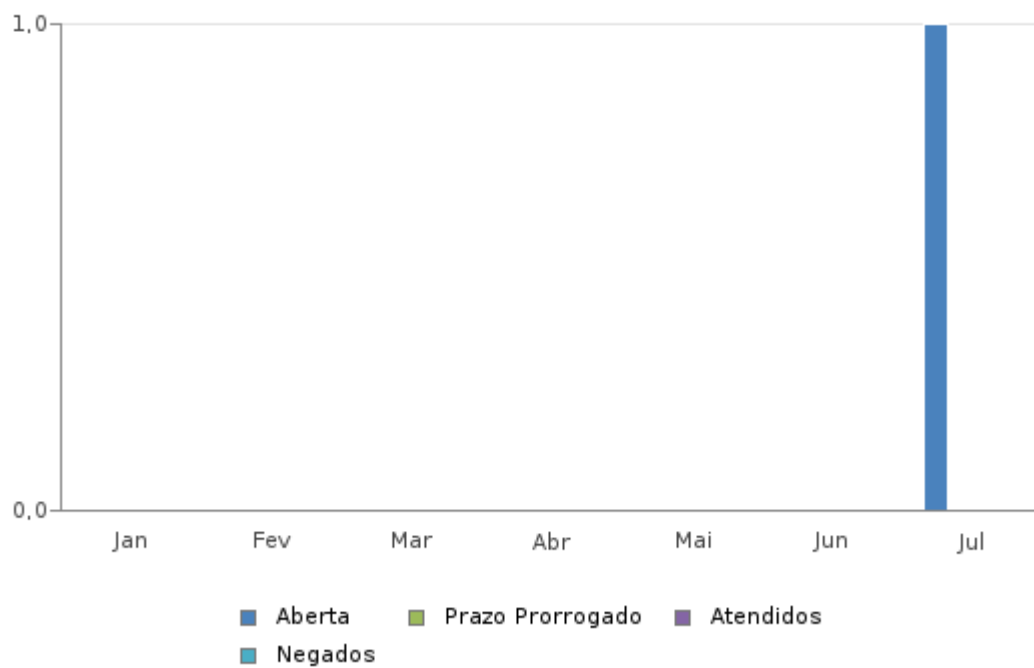 1,0
0,0
Jan Fev Mar Abr Mai Jun Jul
Aberta Prazo Prorrogado Atendidos
Negados